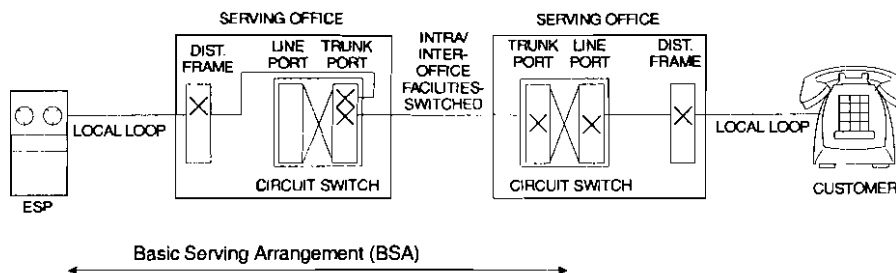 SERVING OFFICE
DIST.
FRAME
LINE
PORT
TRUNK
PORT
CIRCUIT SWITCH
LOCAL LOOP
ESP
INTRA/
INTER-
OFFICE
FACILITIES-
SWITCHED
SERVING OFFICE
TRUNK
PORT
LINE
PORT
DIST.
FRAME
CIRCUIT SWITCH
LOCAL LOOP
CUSTOMER
Basic Serving Arrangement (BSA)